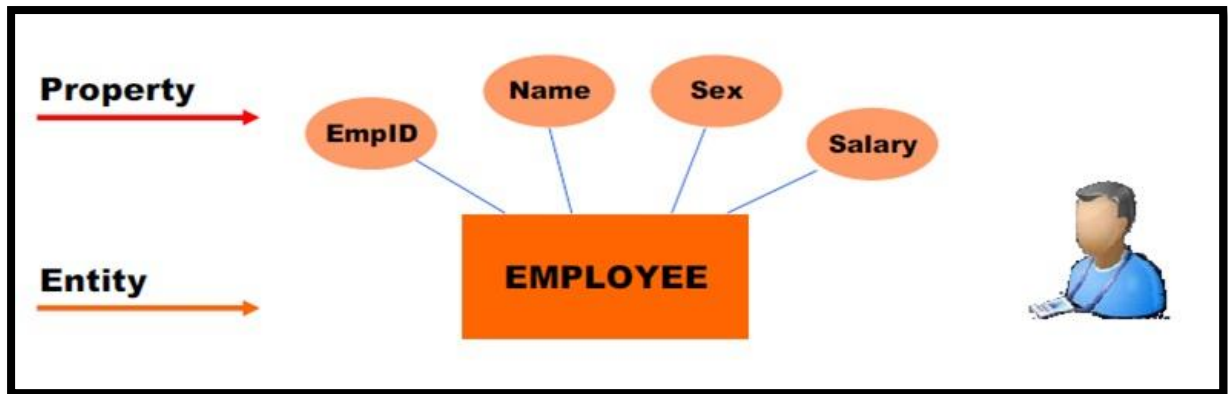 Property
EmpID
Name
Sex
Salary
Entity
EMPLOYEE